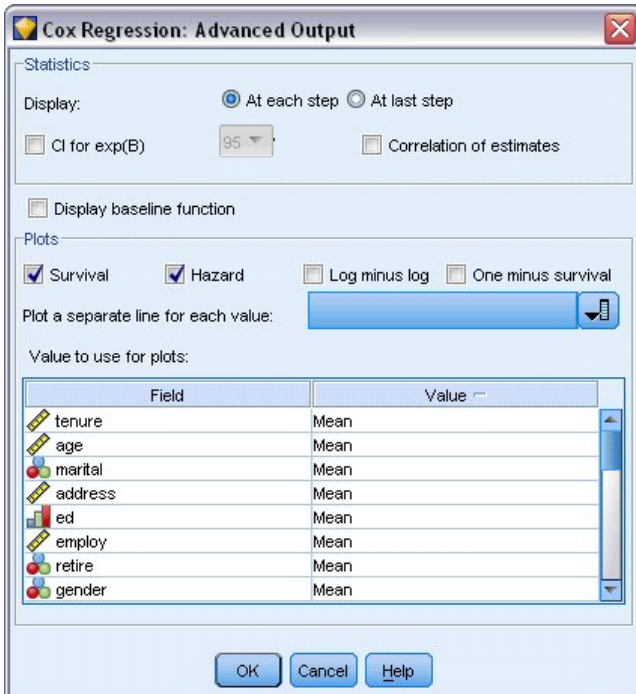 Cox Regression: Advanced Output
Statistics
Display: At each step At last step
CI for exp(B) 95 Correlation of estimates
Display baseline function
Plots
Survival Hazard Log minus log One minus survival
Plot a separate line for each value:
Value to use for plots:
Field Value
tenure Mean
age Mean
marital Mean
address Mean
ed Mean
employ Mean
retire Mean
gender Mean
OK Cancel Help